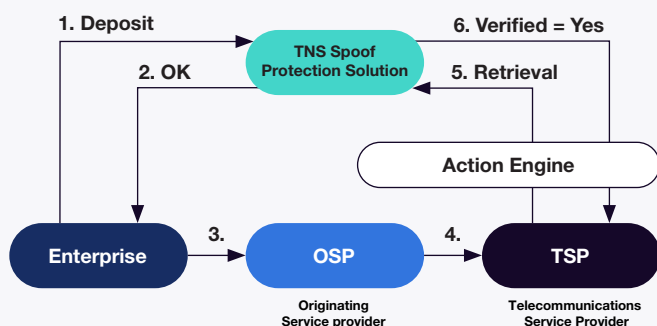 1. Deposit
6. Verified = Yes
TNS Spoof
Protection Solution
2. OK
5. Retrieval
Action Engine
Enterprise
3.
OSP
4.
TSP
Originating
Service provider
Telecommunications
Service Provider